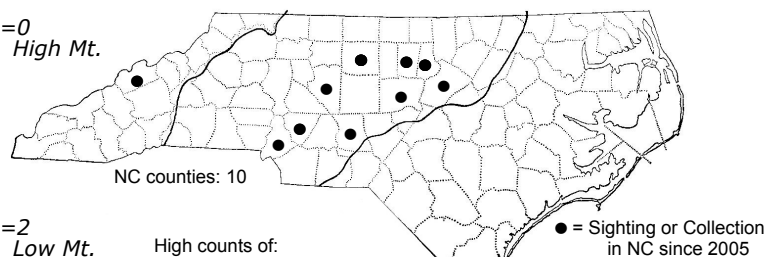 =0
High Mt.
NC counties: 10
=2
Low Mt.
High counts of:
● = Sighting or Collection
in NC since 2005